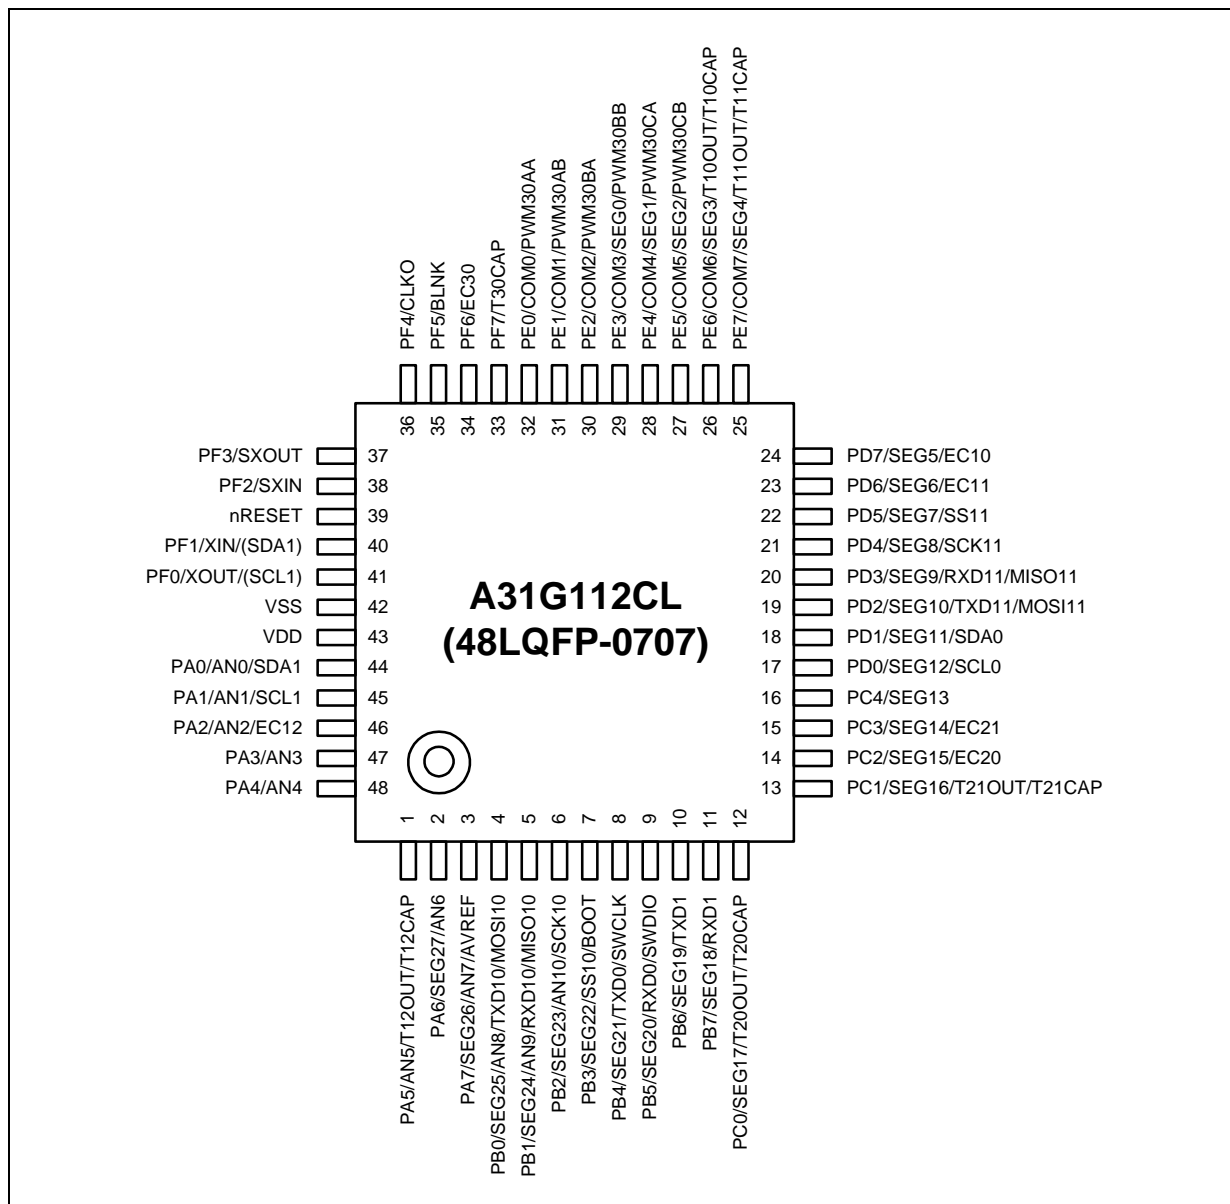 PF4/CLKO
PF5/BLNK
PF6/EC30
PF7/T30CAP
PE0/COM0/PWM30AA
PE1/COM1/PWM30AB
PE2/COM2/PWM30BA
PE3/COM3/SEG0/PWM30BB
PE4/COM4/SEG1/PWM30CA
PE5/COM5/SEG2/PWM30CB
PE6/COM6/SEG3/T10OUT/T10CAP
PE7/COM7/SEG4/T11OUT/T11CAP
36
35
34
33
32
31
30
29
28
27
26
25
PF3/SXOUT 37
PF2/SXIN 38
nRESET 39
PF1/XIN/(SDA1) 40
PF0/XOUT/(SCL1) 41
VSS 42
VDD 43
PA0/AN0/SDA1 44
PA1/AN1/SCL1 45
PA2/AN2/EC12 46
PA3/AN3 47
PA4/AN4 48
A31G112CL
(48LQFP-0707)
24 PD7/SEG5/EC10
23 PD6/SEG6/EC11
22 PD5/SEG7/SS11
21 PD4/SEG8/SCK11
20 PD3/SEG9/RXD11/MISO11
19 PD2/SEG10/TXD11/MOSI11
18 PD1/SEG11/SDA0
17 PD0/SEG12/SCL0
16 PC4/SEG13
15 PC3/SEG14/EC21
14 PC2/SEG15/EC20
13 PC1/SEG16/T21OUT/T21CAP
1
2
3
4
5
6
7
8
9
10
11
12
PA5/AN5/T12OUT/T12CAP
PA6/SEG27/AN6
PA7/SEG26/AN7/AVREF
PB0/SEG25/AN8/TXD10/MOSI10
PB1/SEG24/AN9/RXD10/MISO10
PB2/SEG23/AN10/SCK10
PB3/SEG22/SS10/BOOT
PB4/SEG21/TXD0/SWCLK
PB5/SEG20/RXD0/SWDIO
PB6/SEG19/TXD1
PB7/SEG18/RXD1
PC0/SEG17/T20OUT/T20CAP